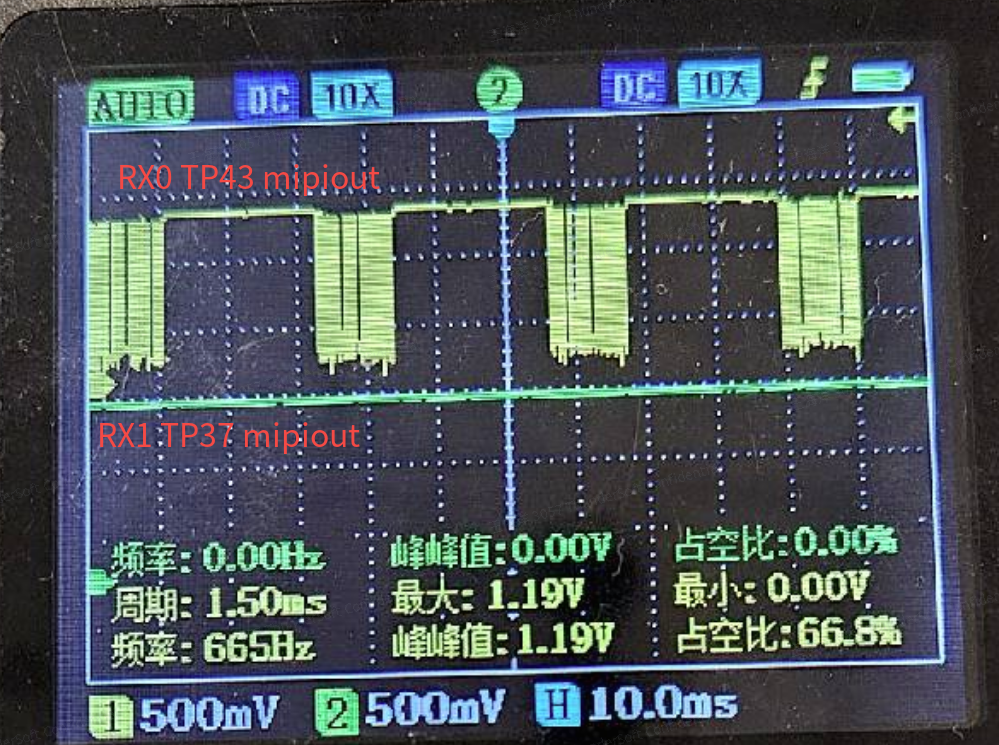 AUTO DC 10X 2 DC 10X
RX0 TP43 mipiout
RX1 TP37 mipiout
频率: 0.00Hz 峰峰值:0.00V 占空比:0.00%
周期: 1.50ms 最大: 1.19V 最小: 0.00V
频率: 665Hz 峰峰值:1.19V 占空比:66.8%
1 500mV 2 500mV H 10.0ms